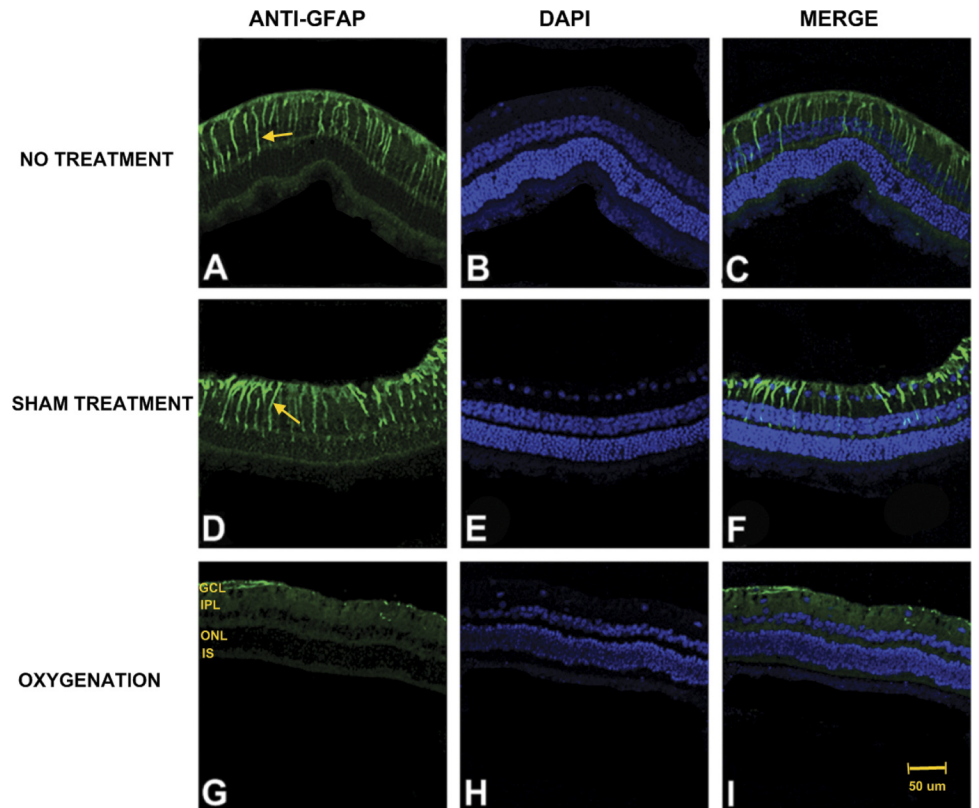 ANTI-GFAP DAPI MERGE
NO TREATMENT
A B C
SHAM TREATMENT
D E F
GCL
IPL
ONL
IS
OXYGENATION
50 um
G H I